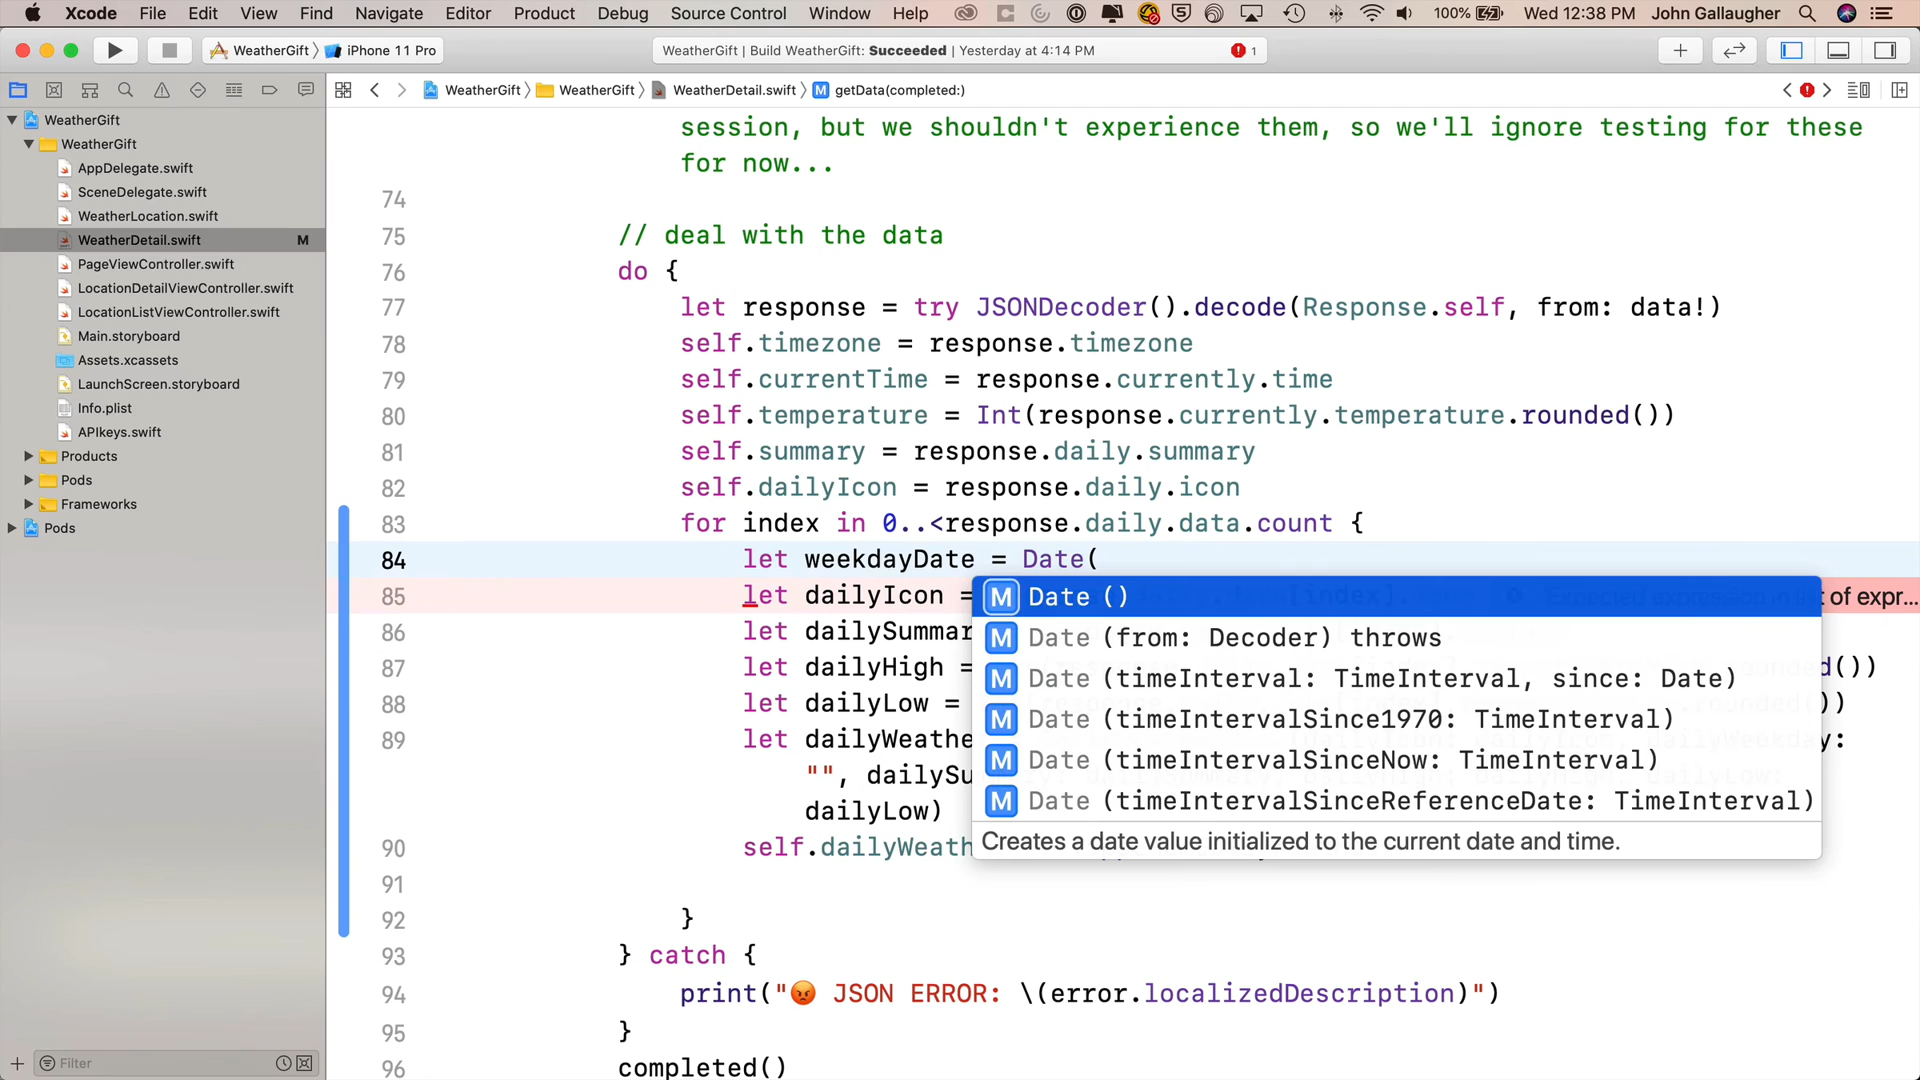 Xcode File Edit View Find Navigate Editor Product Debug Source Control Window Help 100% Wed 12:38 PM John Gallaugher
WeatherGift iPhone 11 Pro
WeatherGift | Build WeatherGift: Succeeded | Yesterday at 4:14 PM 1
WeatherGift WeatherGift WeatherDetail.swift M getData(completed:)
WeatherGift
WeatherGift
AppDelegate.swift
SceneDelegate.swift
WeatherLocation.swift
WeatherDetail.swift M
PageViewController.swift
LocationDetailViewController.swift
LocationListViewController.swift
Main.storyboard
Assets.xcassets
LaunchScreen.storyboard
Info.plist
APIkeys.swift
Products
Pods
Frameworks
Pods
Filter
session, but we shouldn't experience them, so we'll ignore testing for these
for now...
74
75 // deal with the data
76 do {
77 let response = try JSONDecoder().decode(Response.self, from: data!)
78 self.timezone = response.timezone
79 self.currentTime = response.currently.time
80 self.temperature = Int(response.currently.temperature.rounded())
81 self.summary = response.daily.summary
82 self.dailyIcon = response.daily.icon
83 for index in 0..<response.daily.data.count {
84 let weekdayDate = Date(
85 let dailyIcon = t of expr...
86 let dailySummar
87 let dailyHigh = d())
88 let dailyLow = ))
89 let dailyWeathe :
"", dailySu
dailyLow)
90 self.dailyWeath
91
92 }
93 } catch {
94 print("😡 JSON ERROR: \(error.localizedDescription)")
95 }
96 completed()
M Date ()
M Date (from: Decoder) throws
M Date (timeInterval: TimeInterval, since: Date)
M Date (timeIntervalSince1970: TimeInterval)
M Date (timeIntervalSinceNow: TimeInterval)
M Date (timeIntervalSinceReferenceDate: TimeInterval)
Creates a date value initialized to the current date and time.